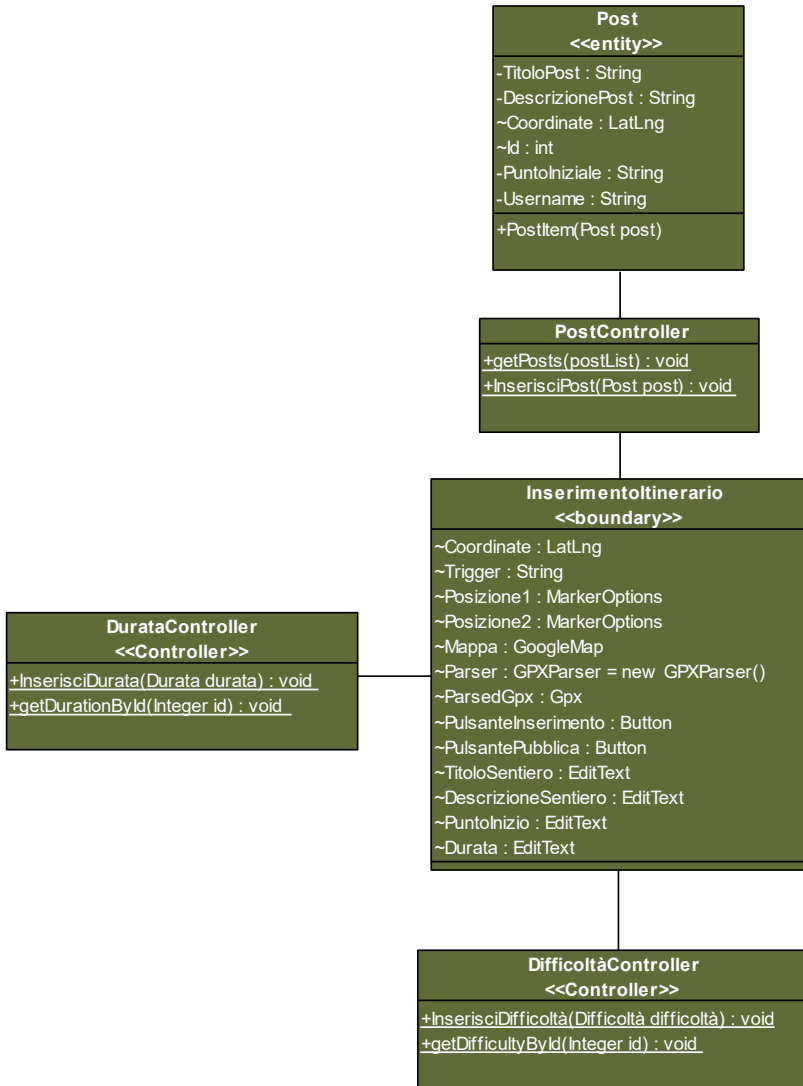 Post
<<entity>>
-TitoloPost : String
-DescrizionePost : String
~Coordinate : LatLng
~Id : int
-PuntoIniziale : String
-Username : String
+PostItem(Post post)
PostController
+getPosts(postList) : void
+InserisciPost(Post post) : void
InserimentoItinerario
<<boundary>>
~Coordinate : LatLng
~Trigger : String
~Posizione1 : MarkerOptions
~Posizione2 : MarkerOptions
~Mappa : GoogleMap
~Parser : GPXParser = new GPXParser()
~ParsedGpx : Gpx
~PulsanteInserimento : Button
~PulsantePubblica : Button
~TitoloSentiero : EditText
~DescrizioneSentiero : EditText
~PuntoInizio : EditText
~Durata : EditText
DurataController
<<Controller>>
+InserisciDurata(Durata durata) : void
+getDurationById(Integer id) : void
DifficoltàController
<<Controller>>
+InserisciDifficoltà(Difficoltà difficoltà) : void
+getDifficultyById(Integer id) : void